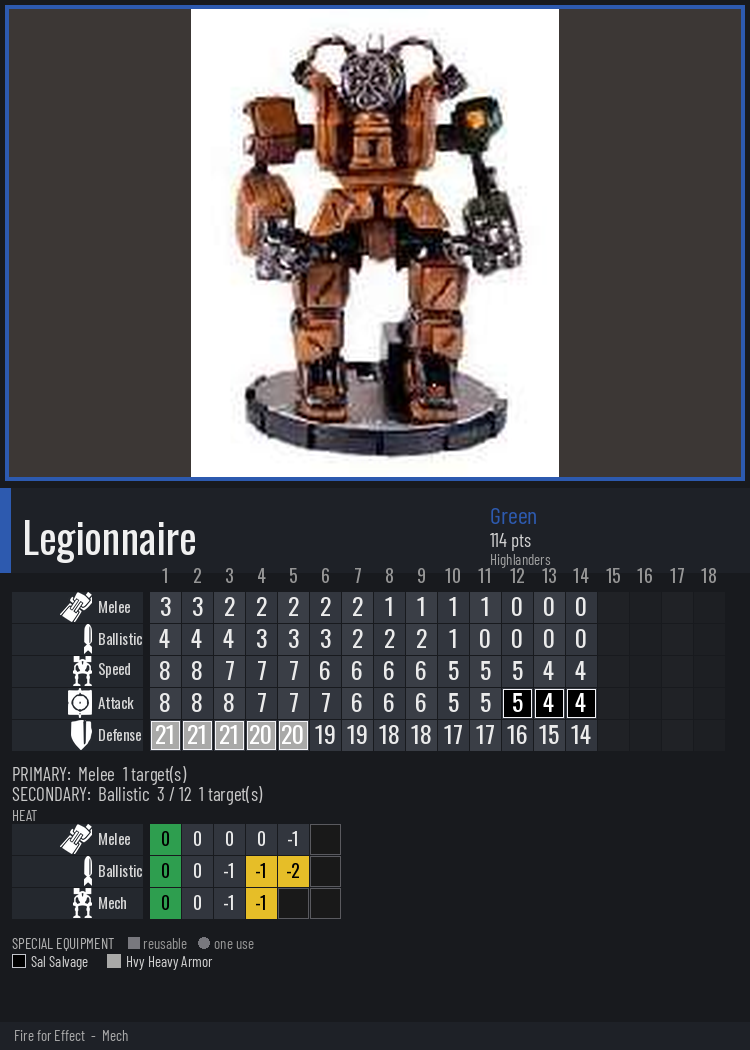 Legionnaire
Green
114 pts
Highlanders
1 2 3 4 5 6 7 8 9 10 11 12 13 14 15 16 17 18
Melee 3 3 2 2 2 2 2 1 1 1 1 0 0 0
Ballistic 4 4 4 3 3 3 2 2 2 1 0 0 0 0
Speed 8 8 7 7 7 6 6 6 6 5 5 5 4 4
Attack 8 8 8 7 7 7 6 6 6 5 5 5 4 4
Defense 21 21 21 20 20 19 19 18 18 17 17 16 15 14
PRIMARY: Melee 1 target(s)
SECONDARY: Ballistic 3 / 12 1 target(s)
HEAT
Melee 0 0 0 0 -1
Ballistic 0 0 -1 -1 -2
Mech 0 0 -1 -1
SPECIAL EQUIPMENT reusable one use
Sal Salvage Hvy Heavy Armor
Fire for Effect - Mech